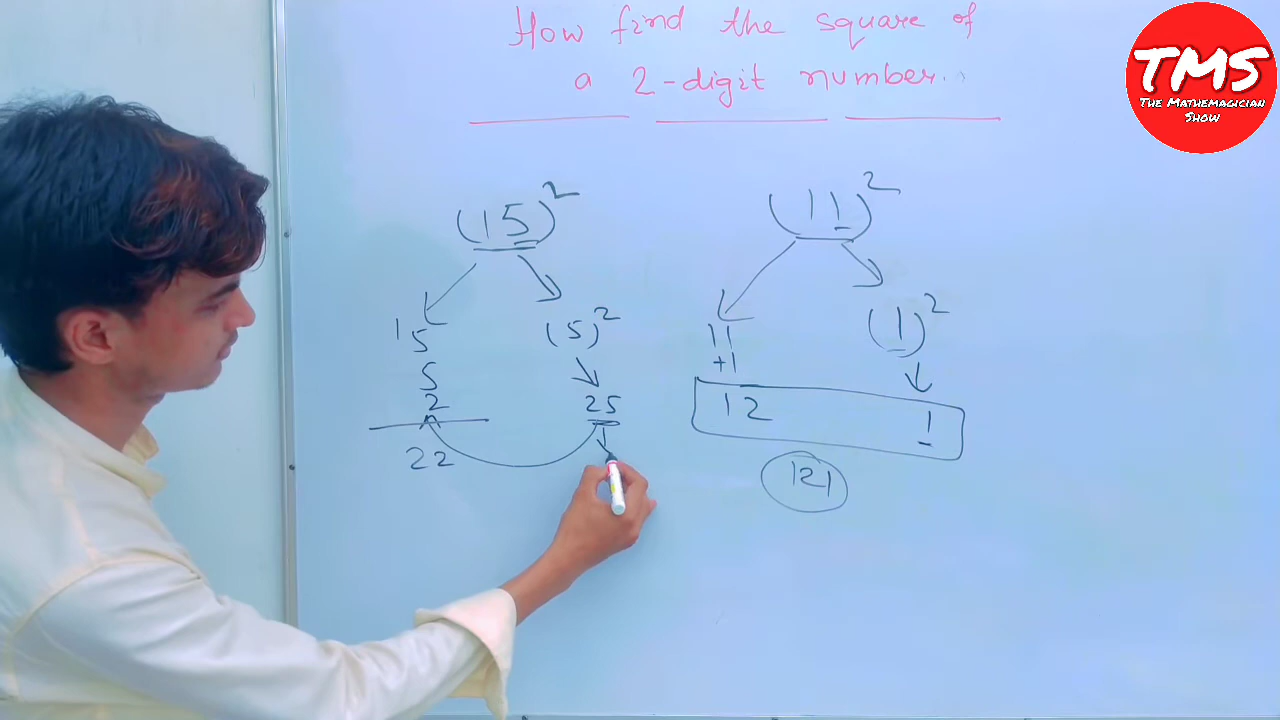 How find the square of
a 2-digit number.
TMS
THE MATHEMAGICIAN
SHOW
(15)²
(11)²
15
(5)²
11
(1)²
5
+1
2
25
12
1
22
121